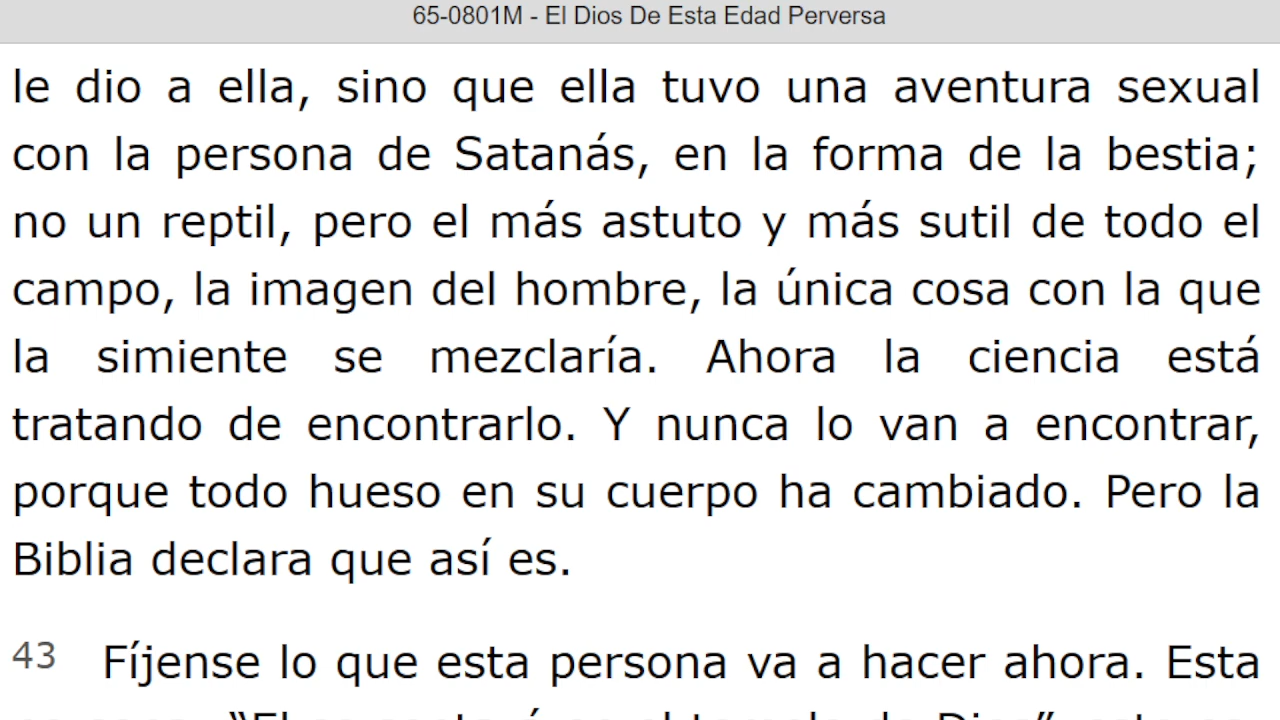 65-0801M - El Dios De Esta Edad Perversa
le dio a ella, sino que ella tuvo una aventura sexual
con la persona de Satanás, en la forma de la bestia;
no un reptil, pero el más astuto y más sutil de todo el
campo, la imagen del hombre, la única cosa con la que
la simiente se mezclaría. Ahora la ciencia está
tratando de encontrarlo. Y nunca lo van a encontrar,
porque todo hueso en su cuerpo ha cambiado. Pero la
Biblia declara que así es.
43 Fíjense lo que esta persona va a hacer ahora. Esta